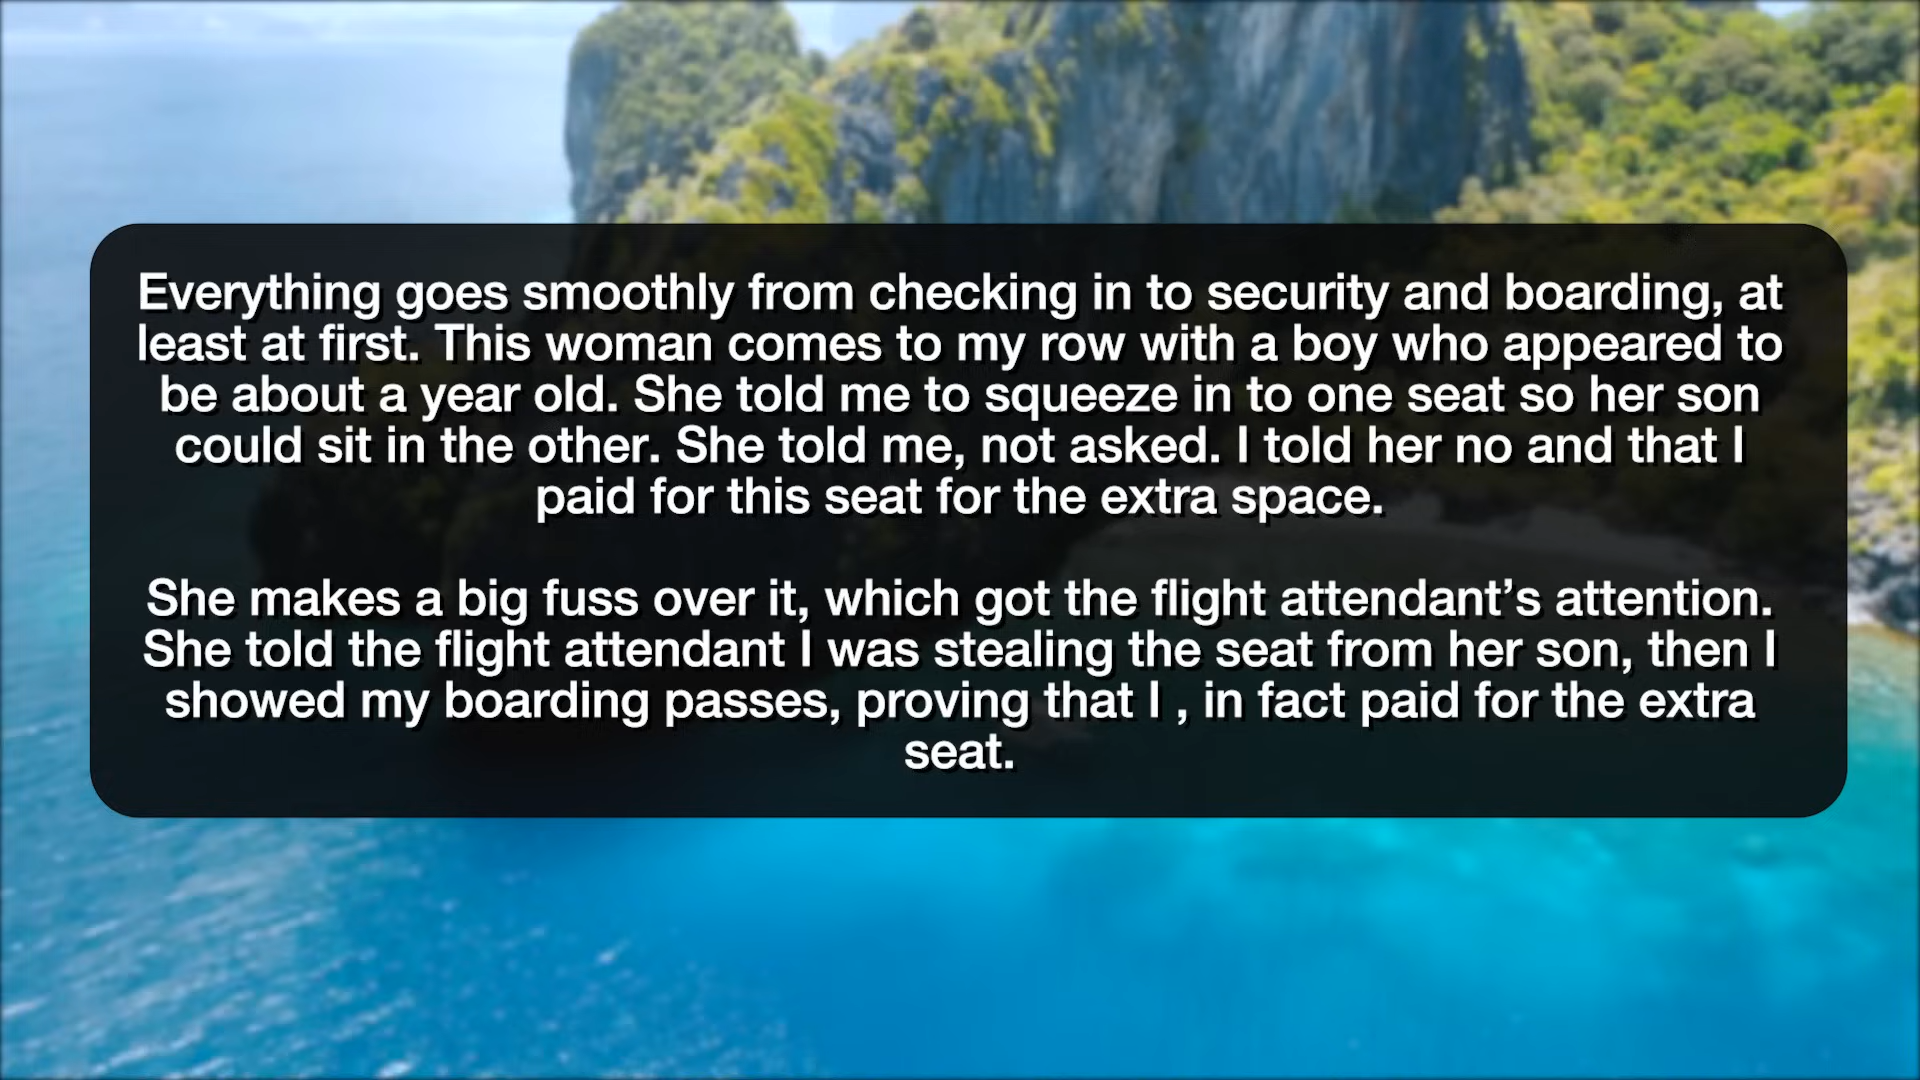 Everything goes smoothly from checking in to security and boarding, at
least at first. This woman comes to my row with a boy who appeared to
be about a year old. She told me to squeeze in to one seat so her son
could sit in the other. She told me, not asked. I told her no and that I
paid for this seat for the extra space.
She makes a big fuss over it, which got the flight attendant’s attention.
She told the flight attendant I was stealing the seat from her son, then I
showed my boarding passes, proving that I , in fact paid for the extra
seat.